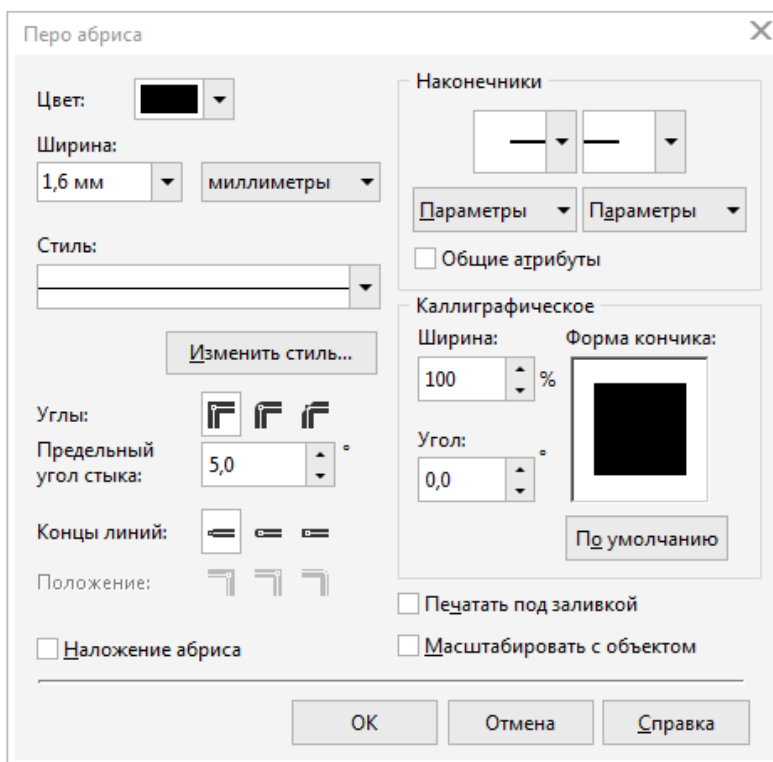 Перо абриса
Цвет:
Ширина:
1,6 мм
миллиметры
Стиль:
Изменить стиль...
Углы:
Предельный
угол стыка:
5,0
°
Концы линий:
Положение:
Наложение абриса
Наконечники
Параметры
Параметры
Общие атрибуты
Каллиграфическое
Ширина:
Форма кончика:
100
%
Угол:
0,0
°
По умолчанию
Печатать под заливкой
Масштабировать с объектом
ОК
Отмена
Справка